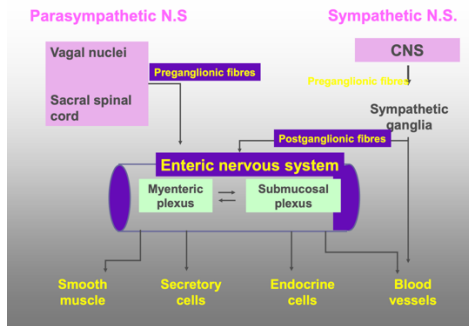 Parasympathetic N.S
Sympathetic N.S.
Vagal nuclei
Sacral spinal
cord
Preganglionic fibres
CNS
Preganglionic fibres
Sympathetic
ganglia
Postganglionic fibres
Enteric nervous system
Myenteric
plexus
Submucosal
plexus
Smooth
muscle
Secretory
cells
Endocrine
cells
Blood
vessels